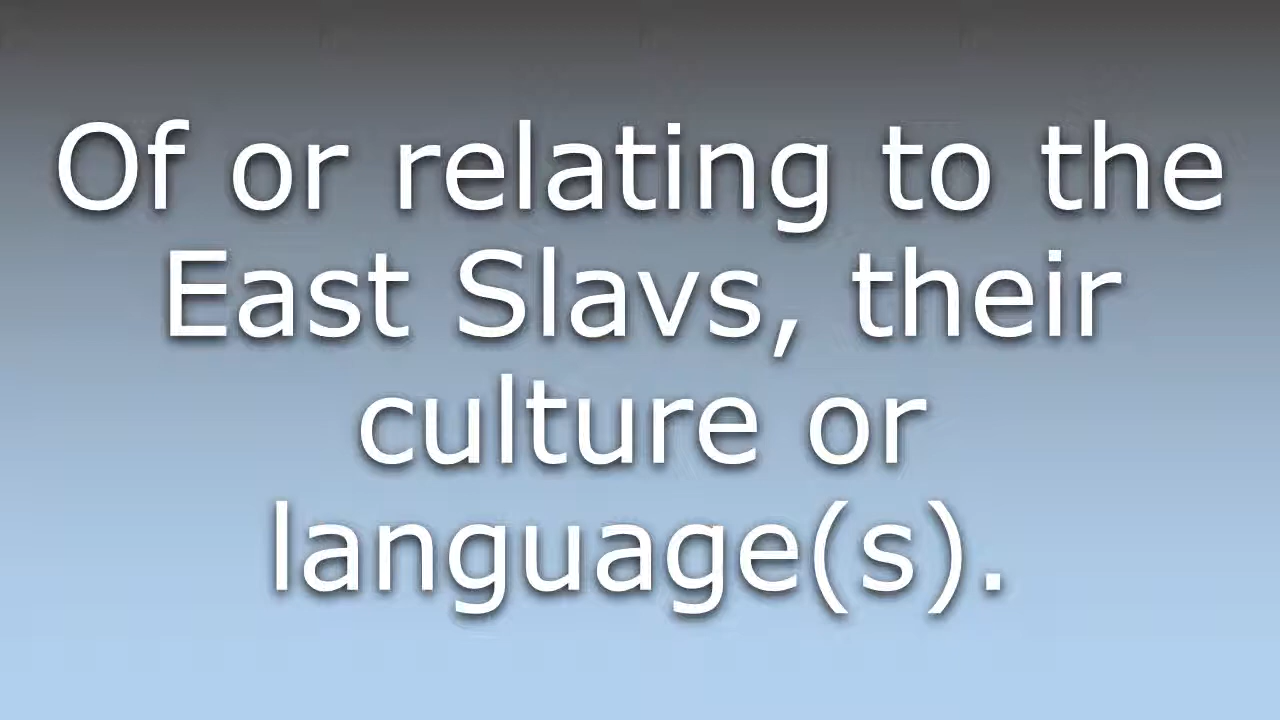 Of or relating to the
East Slavs, their
culture or
language(s).